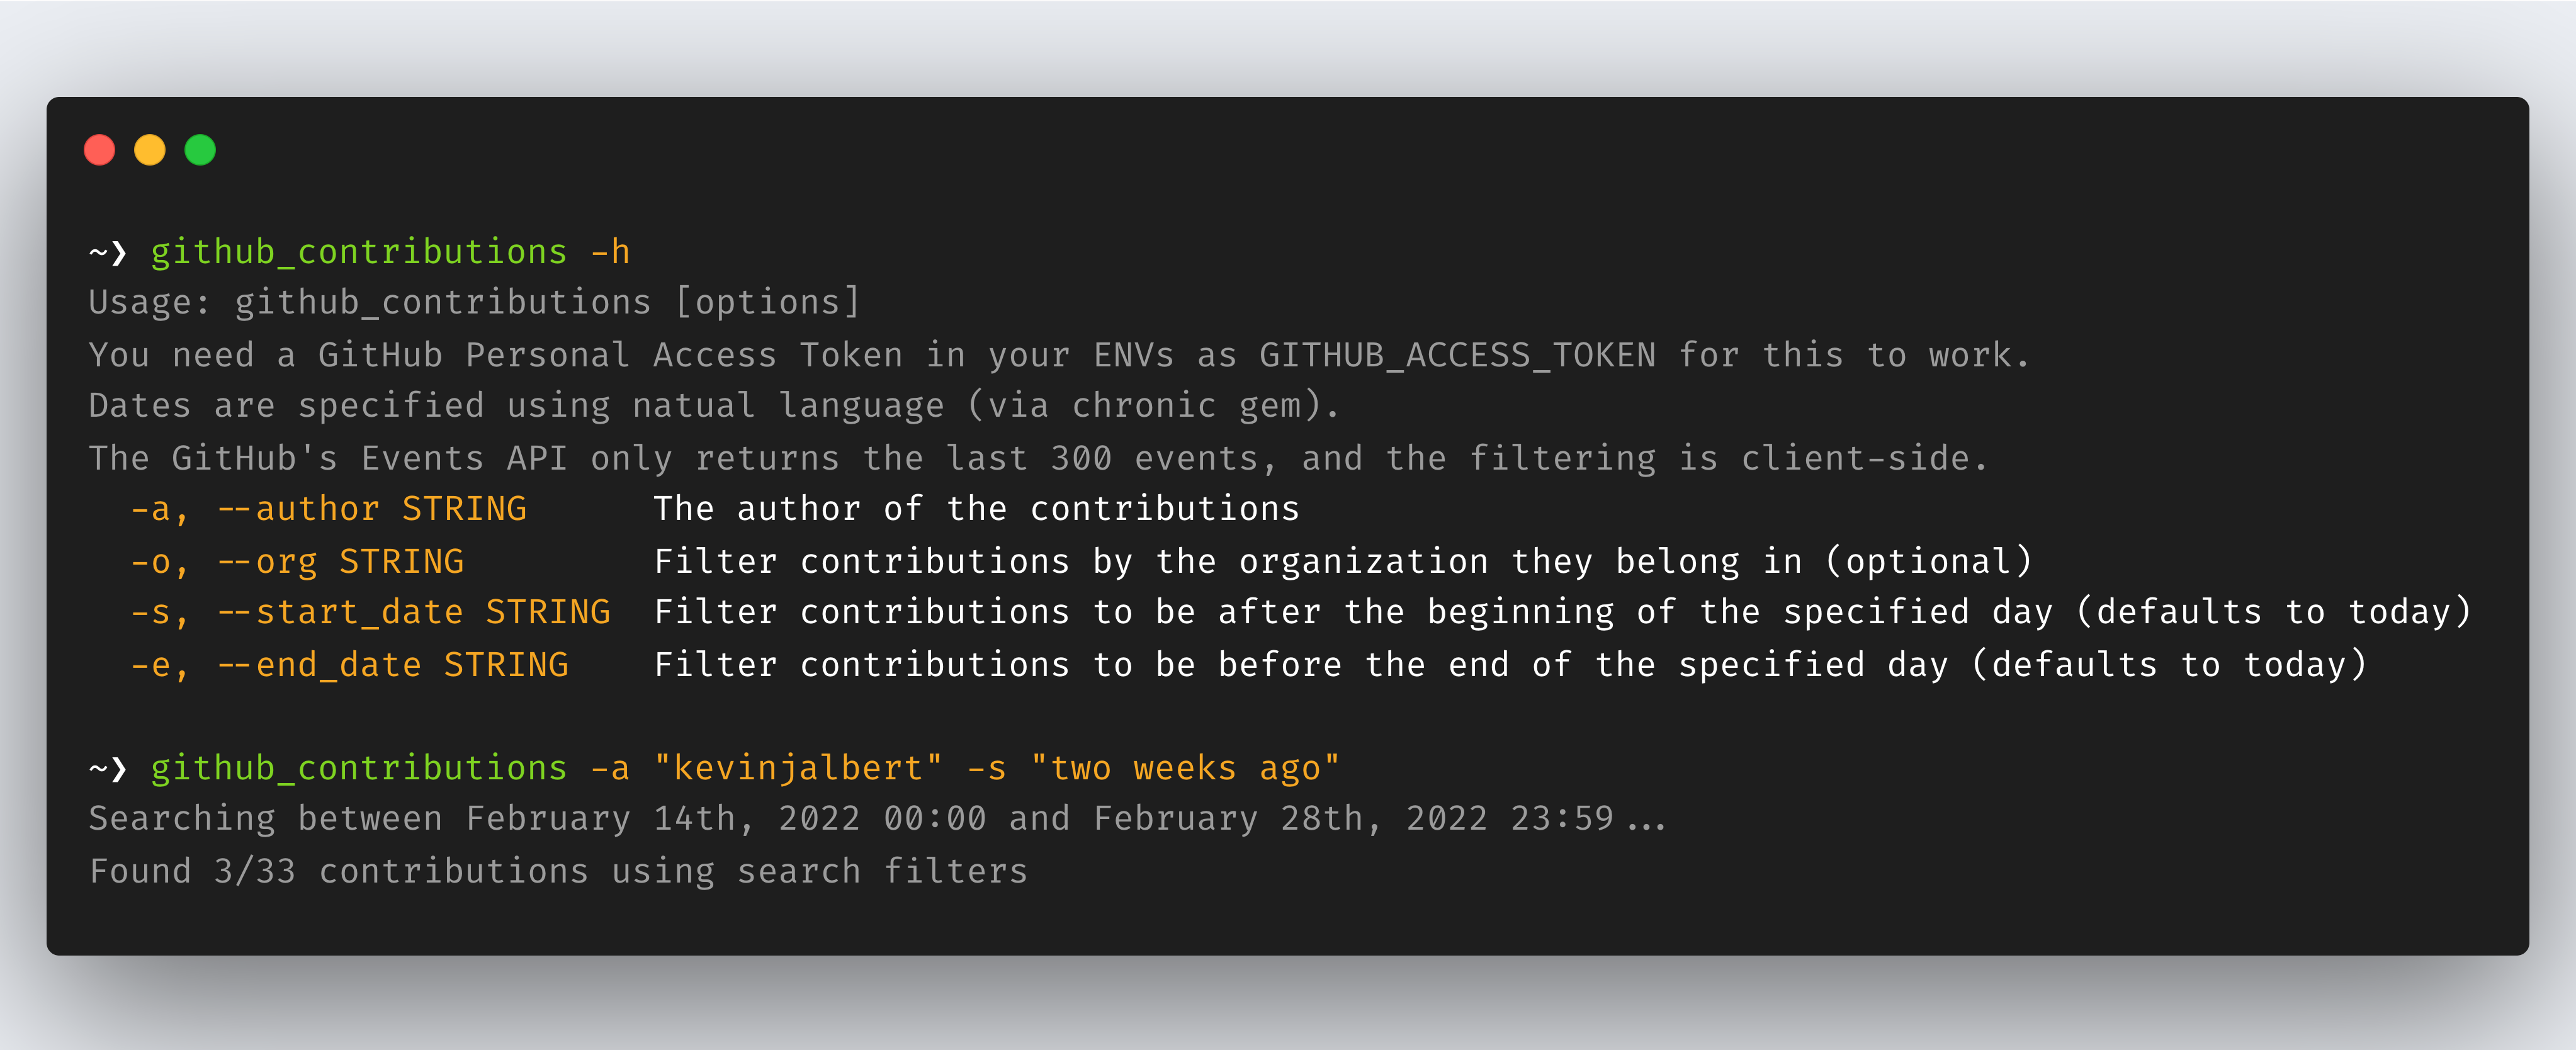 ~❯ github_contributions -h
Usage: github_contributions [options]
You need a GitHub Personal Access Token in your ENVs as GITHUB_ACCESS_TOKEN for this to work.
Dates are specified using natual language (via chronic gem).
The GitHub's Events API only returns the last 300 events, and the filtering is client-side.
  -a, --author STRING      The author of the contributions
  -o, --org STRING         Filter contributions by the organization they belong in (optional)
  -s, --start_date STRING  Filter contributions to be after the beginning of the specified day (defaults to today)
  -e, --end_date STRING    Filter contributions to be before the end of the specified day (defaults to today)
~❯ github_contributions -a "kevinjalbert" -s "two weeks ago"
Searching between February 14th, 2022 00:00 and February 28th, 2022 23:59...
Found 3/33 contributions using search filters